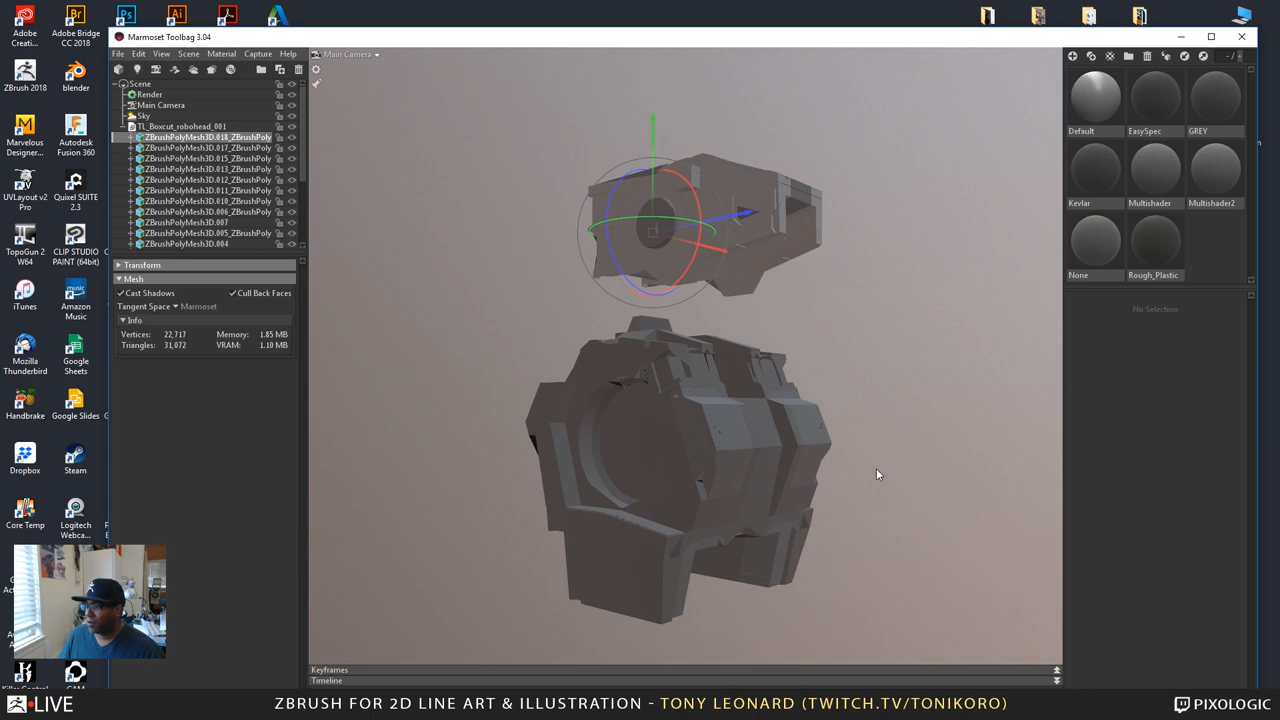 Adobe Creati...
Adobe Bridge CC 2018
Ps
Ai
ZBrush 2018
blender
Marvelous Designer...
Autodesk Fusion 360
UVLayout v2 Pro
Quixel SUITE 2.3
TopoGun 2 W64
CLIP STUDIO PAINT (64bit)
iTunes
Amazon Music
Mozilla Thunderbird
Google Sheets
Handbrake
Google Slides
Dropbox
Steam
Core Temp
Logitech Webca...
Marmoset Toolbag 3.04
File Edit View Scene Material Capture Help
Main Camera
Scene
Render
Main Camera
Sky
TL_Boxcut_robohead_001
ZBrushPolyMesh3D.018_ZBrushPoly
ZBrushPolyMesh3D.017_ZBrushPoly
ZBrushPolyMesh3D.015_ZBrushPoly
ZBrushPolyMesh3D.013_ZBrushPoly
ZBrushPolyMesh3D.012_ZBrushPoly
ZBrushPolyMesh3D.011_ZBrushPoly
ZBrushPolyMesh3D.010_ZBrushPoly
ZBrushPolyMesh3D.006_ZBrushPoly
ZBrushPolyMesh3D.007
ZBrushPolyMesh3D.005_ZBrushPoly
ZBrushPolyMesh3D.004
Transform
Mesh
Cast Shadows Cull Back Faces
Tangent Space Marmoset
Info
Vertices: 22,717 Memory: 1.85 MB
Triangles: 31,072 VRAM: 1.10 MB
Default EasySpec GREY
Kevlar Multishader Multishader2
None Rough_Plastic
No Selection
Keyframes
Timeline
LIVE
ZBRUSH FOR 2D LINE ART & ILLUSTRATION - TONY LEONARD (TWITCH.TV/TONIKORO)
PIXOLOGIC